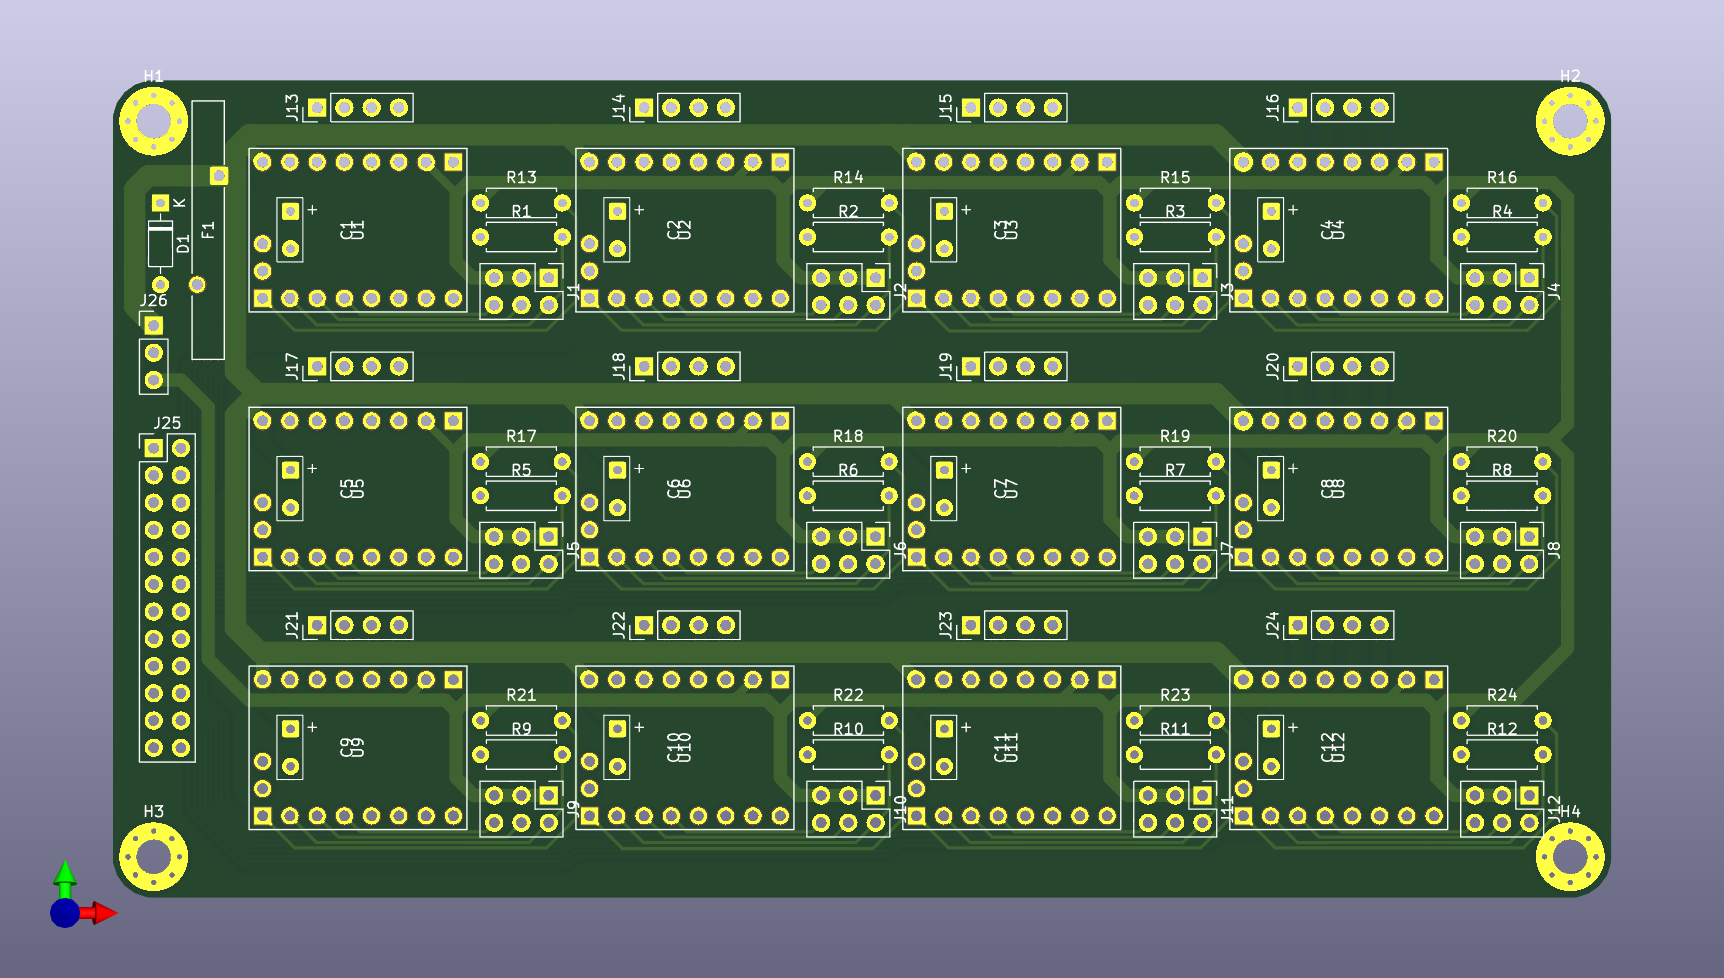 H1
H2
J13
J14
J15
J16
K
D1
F1
J26
R13
R1
R14
R2
R15
R3
R16
R4
+
C1
U1
+
C2
U2
+
C3
U3
+
C4
U4
J1
J2
J3
J4
J17
J18
J19
J20
J25
R17
R5
R18
R6
R19
R7
R20
R8
+
C5
U5
+
C6
U6
+
C7
U7
+
C8
U8
J5
J6
J7
J8
J21
J22
J23
J24
R21
R9
R22
R10
R23
R11
R24
R12
+
C9
U9
+
C10
U10
+
C11
U11
+
C12
U12
J9
J10
J11
J12
H3
H4